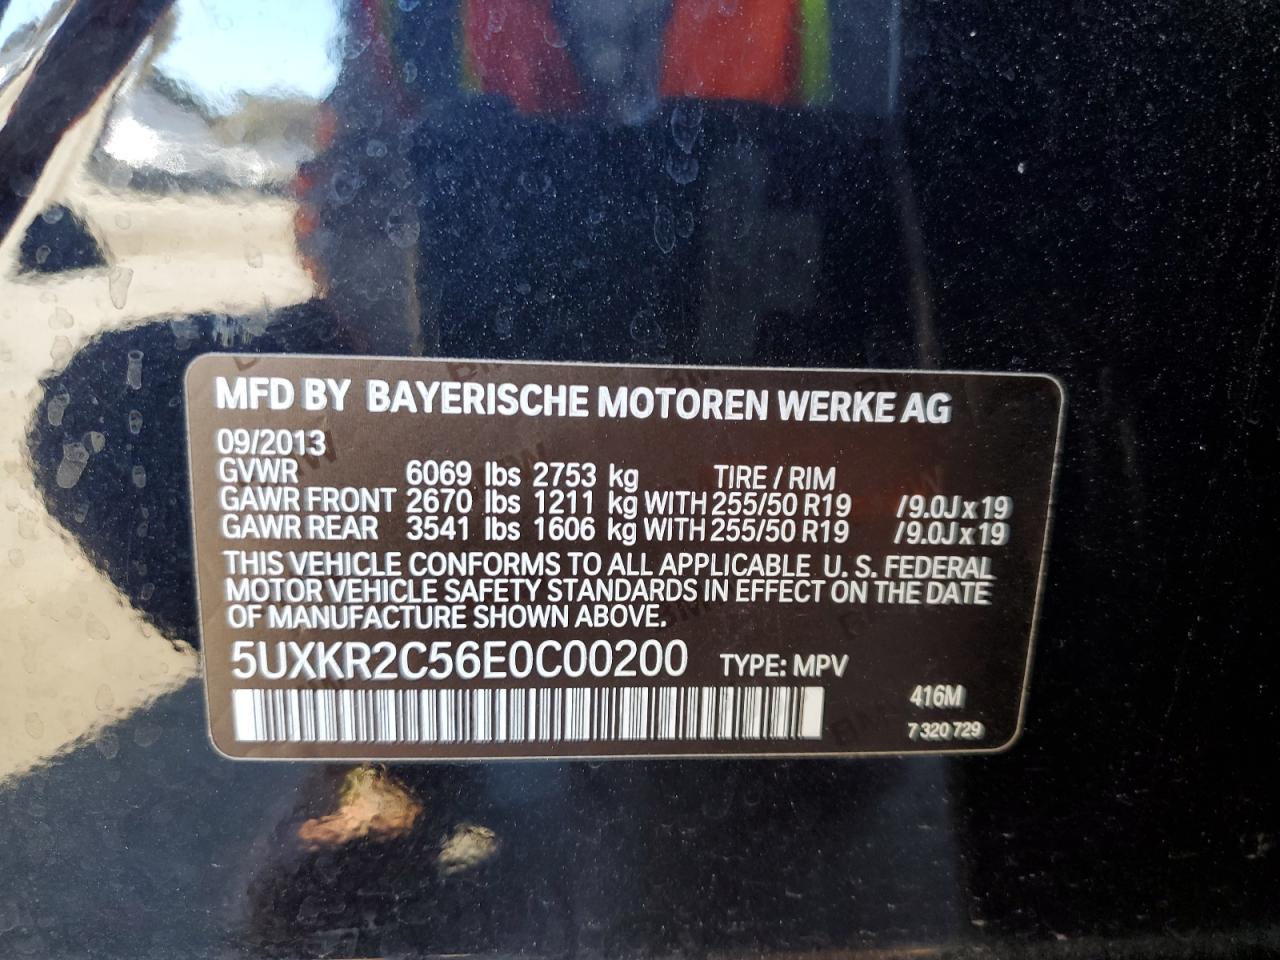 MFD BY BAYERISCHE MOTOREN WERKE AG
09/2013
GVWR 6069 lbs 2753 kg TIRE / RIM
GAWR FRONT 2670 lbs 1211 kg WITH 255/50 R19 /9.0J x 19
GAWR REAR 3541 lbs 1606 kg WITH 255/50 R19 /9.0J x 19
THIS VEHICLE CONFORMS TO ALL APPLICABLE U. S. FEDERAL
MOTOR VEHICLE SAFETY STANDARDS IN EFFECT ON THE DATE
OF MANUFACTURE SHOWN ABOVE.
5UXKR2C56E0C00200 TYPE: MPV
416M
7 320 729